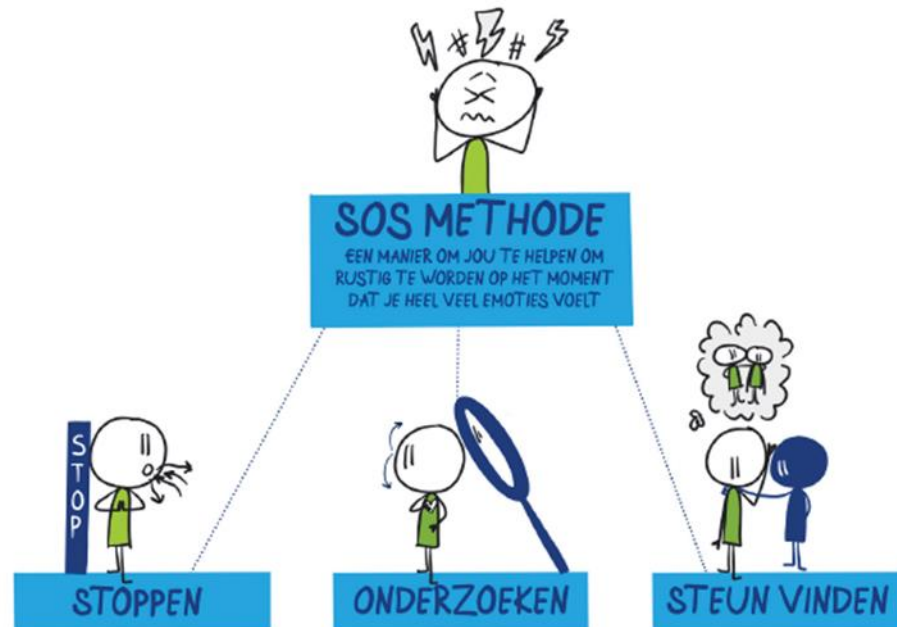 SOS METHODE
EEN MANIER OM JOU TE HELPEN OM
RUSTIG TE WORDEN OP HET MOMENT
DAT JE HEEL VEEL EMOTIES VOELT
STOP
STOPPEN
ONDERZOEKEN
STEUN VINDEN